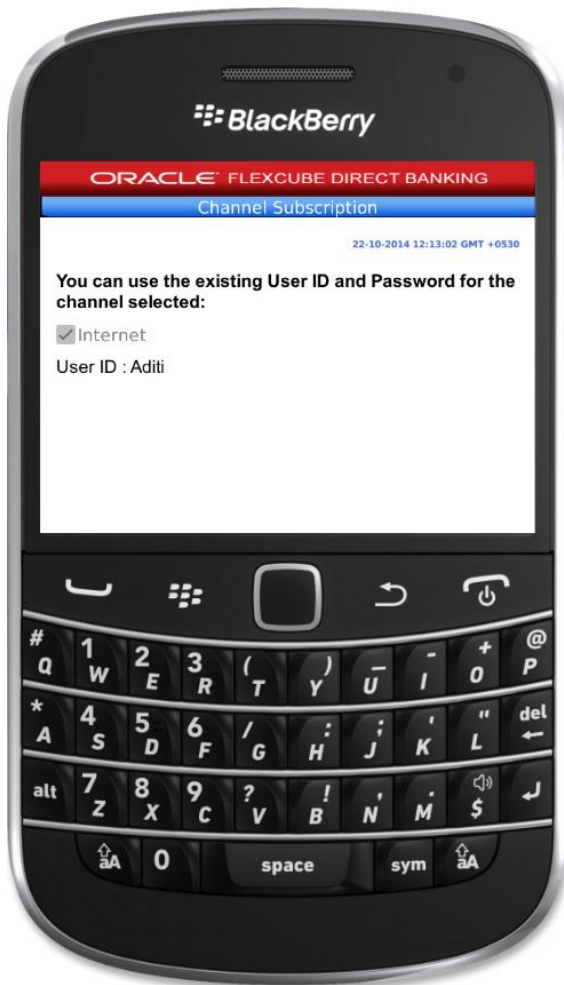 BlackBerry
ORACLE FLEXCUBE DIRECT BANKING
Channel Subscription
22-10-2014 12:13:02 GMT +0530
You can use the existing User ID and Password for the
channel selected:
Internet
User ID : Aditi
# 1 2 3 ( ) _ - + @
Q W E R T Y U I O P
* 4 5 6 / : ; ' " del
A S D F G H J K L
alt 7 8 9 ? ! , . $
Z X C V B N M
aA 0 space sym aA